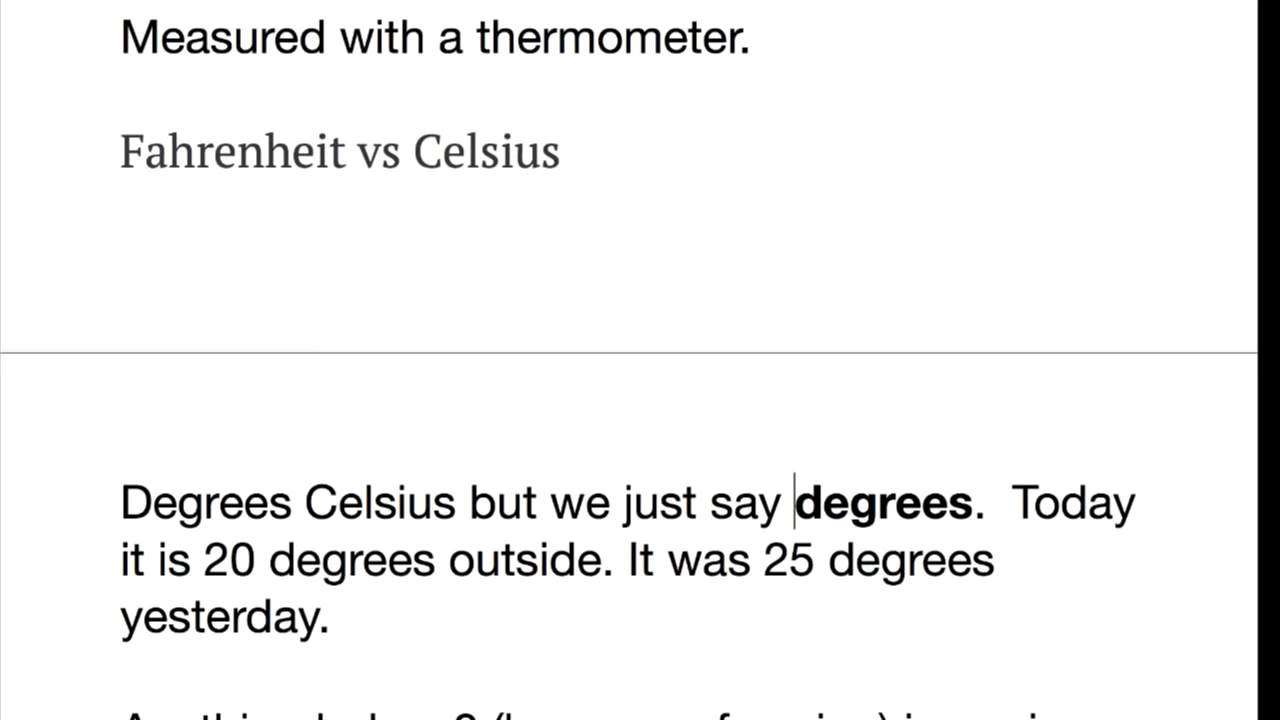 Measured with a thermometer.
Fahrenheit vs Celsius
Degrees Celsius but we just say degrees.  Today
it is 20 degrees outside. It was 25 degrees
yesterday.